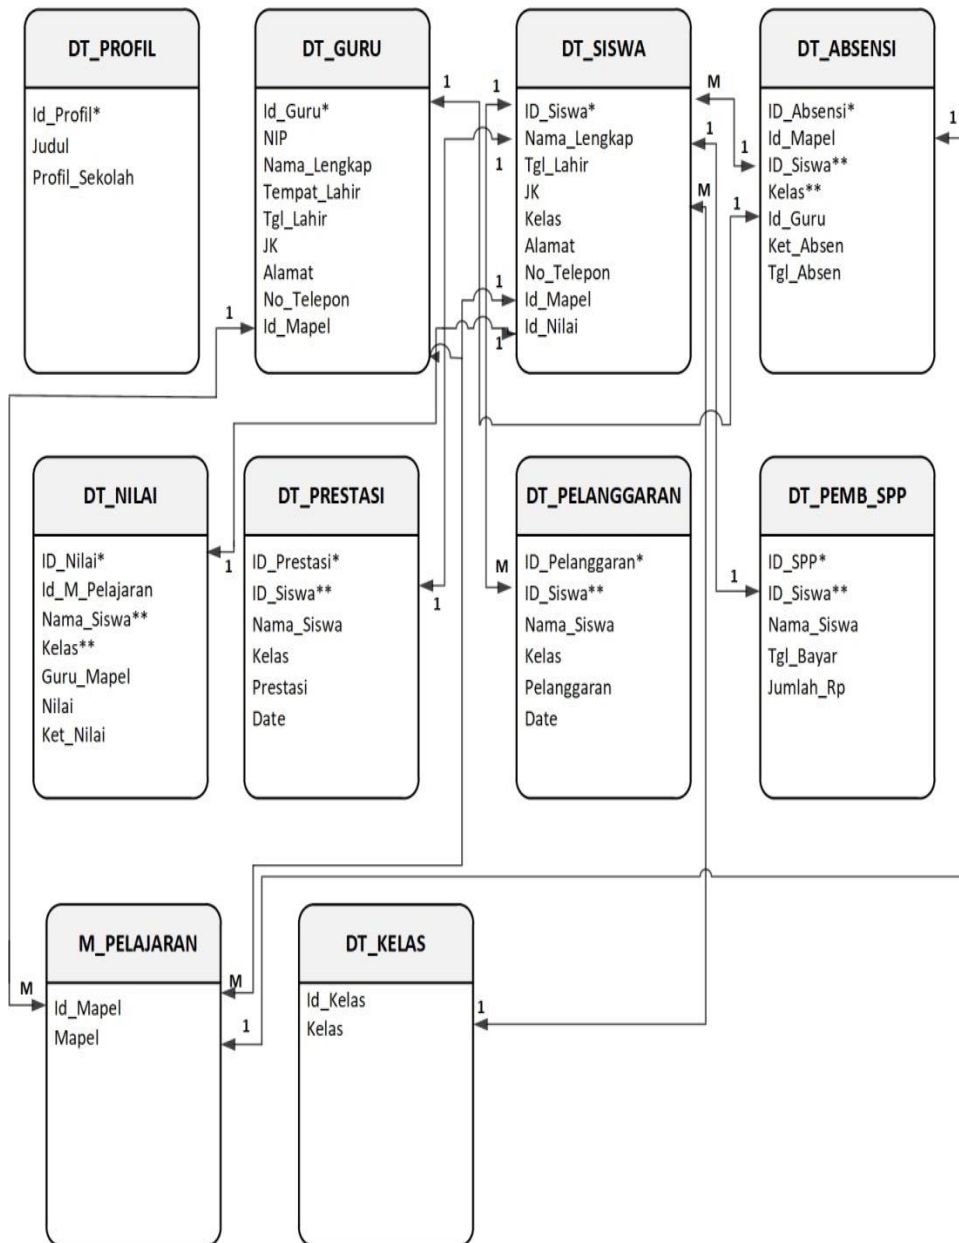 DT_PROFIL
Id_Profil*
Judul
Profil_Sekolah
DT_GURU
Id_Guru*
NIP
Nama_Lengkap
Tempat_Lahir
Tgl_Lahir
JK
Alamat
No_Telepon
Id_Mapel
DT_SISWA
ID_Siswa*
Nama_Lengkap
Tgl_Lahir
JK
Kelas
Alamat
No_Telepon
Id_Mapel
Id_Nilai
DT_ABSENSI
ID_Absensi*
Id_Mapel
ID_Siswa**
Kelas**
Id_Guru
Ket_Absen
Tgl_Absen
1
1
M
1
1
1
1
M
1
1
1
1
DT_NILAI
ID_Nilai*
Id_M_Pelajaran
Nama_Siswa**
Kelas**
Guru_Mapel
Nilai
Ket_Nilai
DT_PRESTASI
ID_Prestasi*
ID_Siswa**
Nama_Siswa
Kelas
Prestasi
Date
DT_PELANGGARAN
ID_Pelanggaran*
ID_Siswa**
Nama_Siswa
Kelas
Pelanggaran
Date
DT_PEMB_SPP
ID_SPP*
ID_Siswa**
Nama_Siswa
Tgl_Bayar
Jumlah_Rp
1
1
M
1
M_PELAJARAN
Id_Mapel
Mapel
DT_KELAS
Id_Kelas
Kelas
M
M
1
1